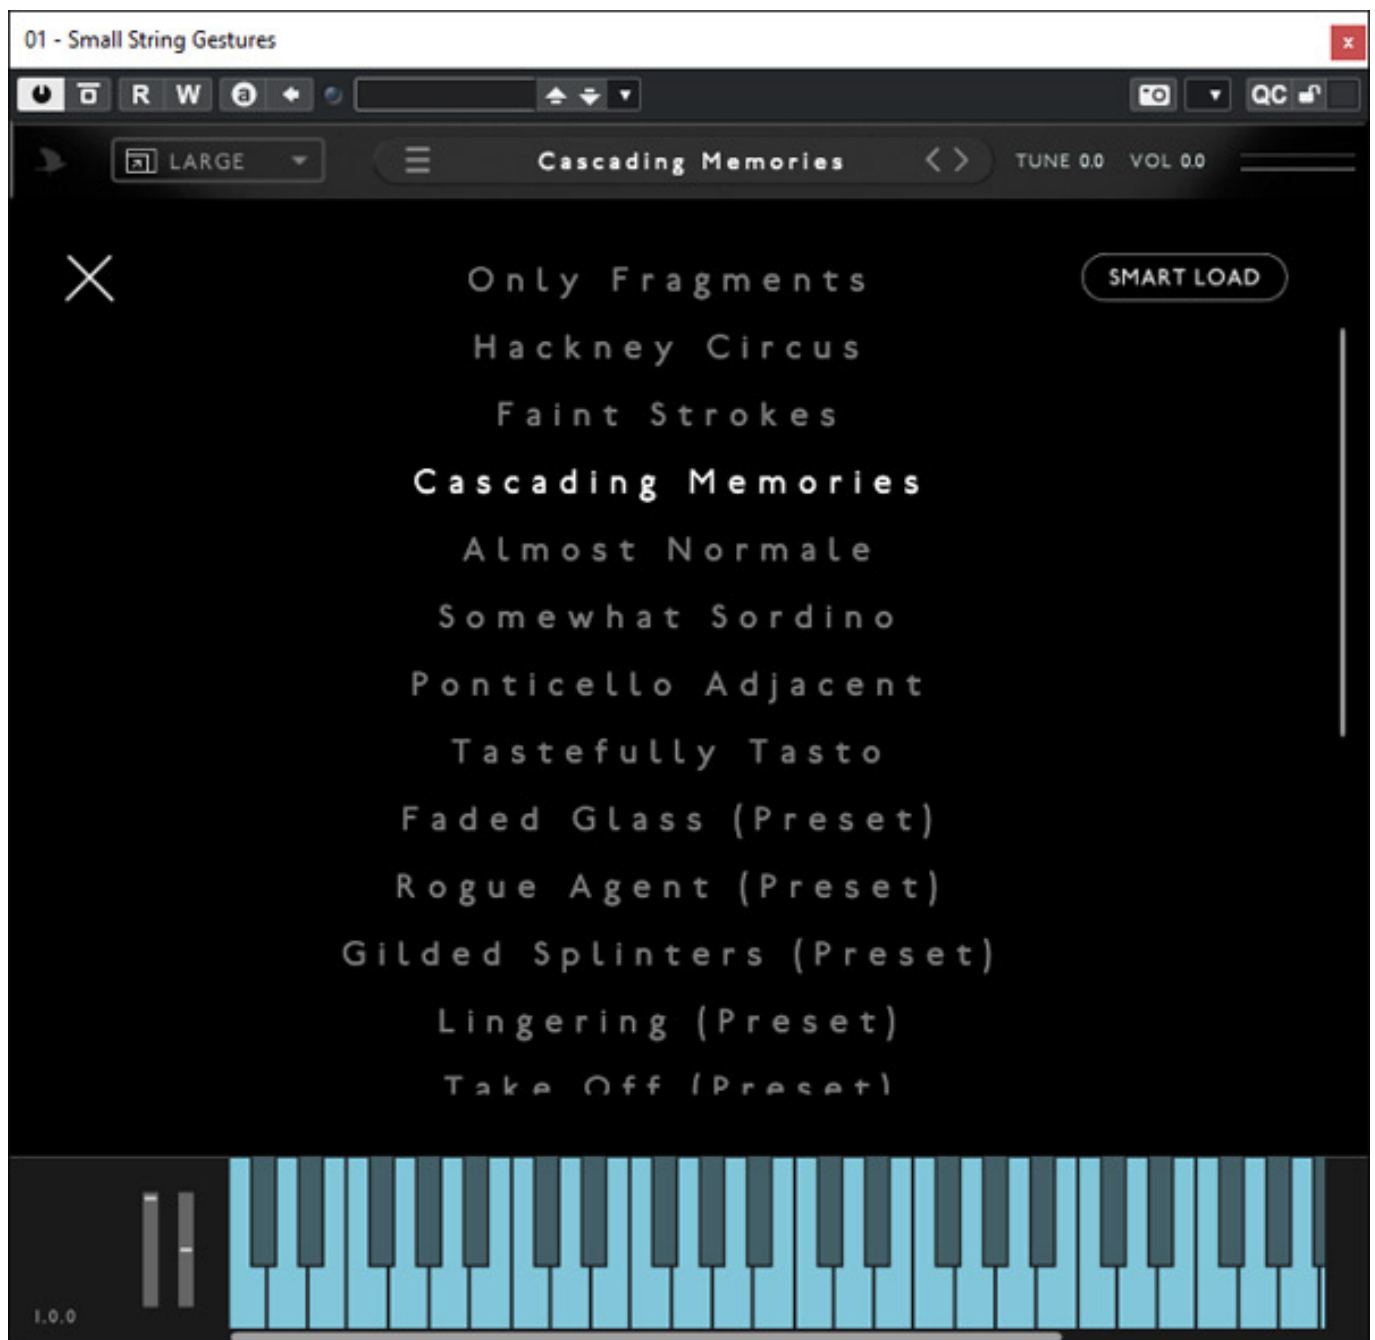 01 - Small String Gestures
x
R W a QC
LARGE Cascading Memories TUNE 0.0 VOL 0.0
Only Fragments
SMART LOAD
Hackney Circus
Faint Strokes
Cascading Memories
Almost Normale
Somewhat Sordino
Ponticello Adjacent
Tastefully Tasto
Faded Glass (Preset)
Rogue Agent (Preset)
Gilded Splinters (Preset)
Lingering (Preset)
Take Off (Preset)
1.0.0